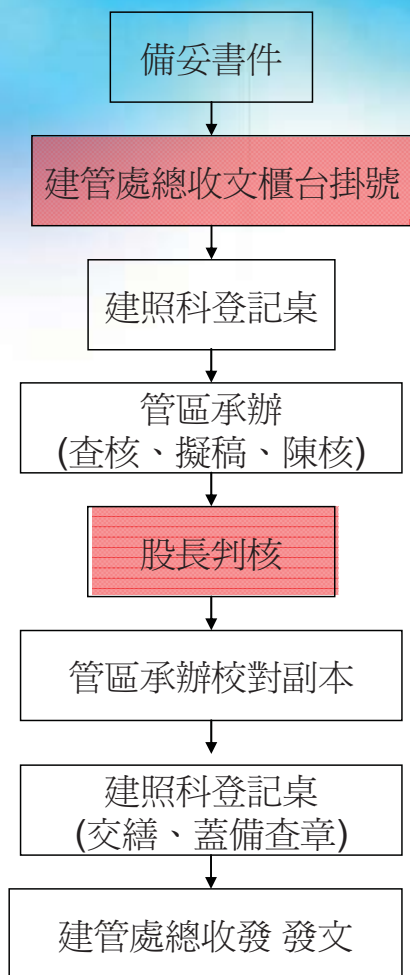 備妥書件
建管處總收文櫃台掛號
建照科登記桌
管區承辦
(查核、擬稿、陳核)
股長判核
管區承辦校對副本
建照科登記桌
(交繕、蓋備查章)
建管處總收發 發文